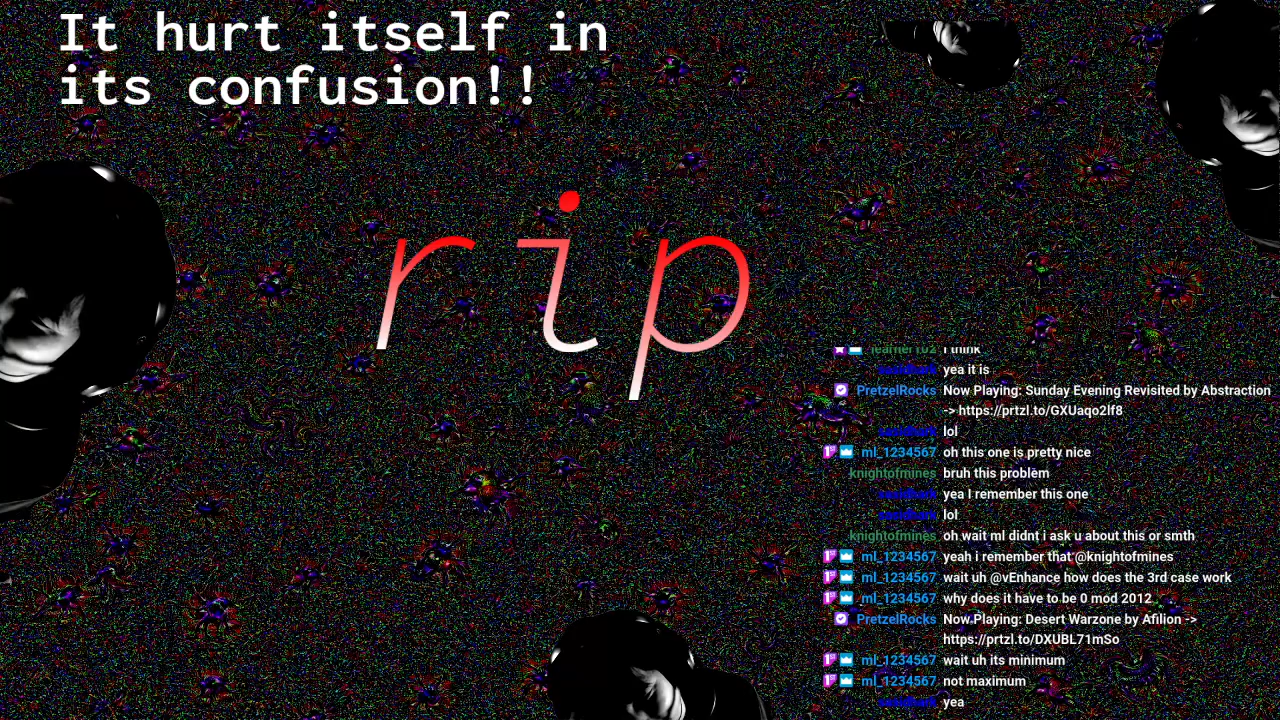 It hurt itself in
its confusion!!
rip
learner102 i think
yea it is
PretzelRocks Now Playing: Sunday Evening Revisited by Abstraction
-> https://prtzl.to/GXUaqo2lf8
lol
ml_1234567 oh this one is pretty nice
knightofmines bruh this problem
yea I remember this one
lol
knightofmines oh wait ml didnt i ask u about this or smth
ml_1234567 yeah i remember that @knightofmines
ml_1234567 wait uh @vEnhance how does the 3rd case work
ml_1234567 why does it have to be 0 mod 2012
PretzelRocks Now Playing: Desert Warzone by Afilion ->
https://prtzl.to/DXUBL71mSo
ml_1234567 wait uh its minimum
ml_1234567 not maximum
yea